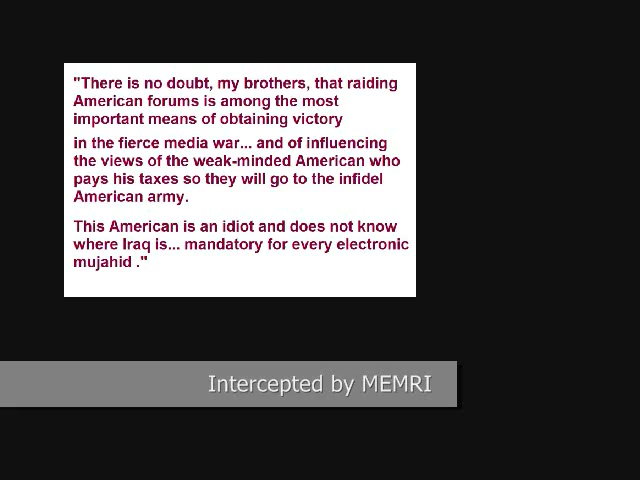 "There is no doubt, my brothers, that raiding
American forums is among the most
important means of obtaining victory
in the fierce media war... and of influencing
the views of the weak-minded American who
pays his taxes so they will go to the infidel
American army.
This American is an idiot and does not know
where Iraq is... mandatory for every electronic
mujahid ."
Intercepted by MEMRI